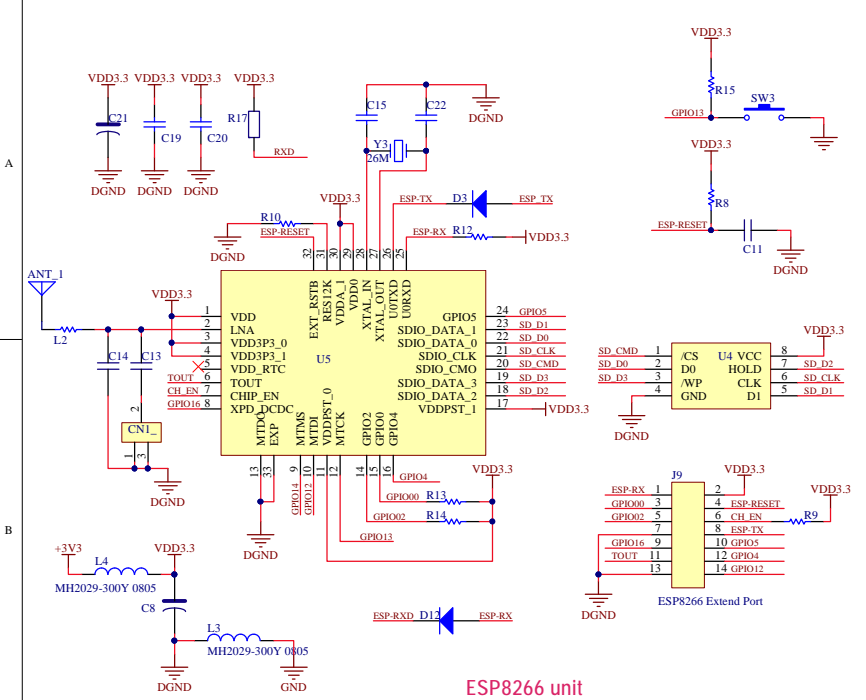 VDD3.3
R15
GPIO13
SW3
VDD3.3 VDD3.3 VDD3.3 VDD3.3
C21 C19 C20 R17
RXD
DGND DGND DGND
C15 C22
DGND
Y3
26M
VDD3.3
R8
ESP-RESET
C11
DGND
A
VDD3.3
ESP-TX D3 ESP_TX
R10
ESP-RESET
DGND
ESP-RX R12 VDD3.3
32 31 30 29 28 27 26 25
EXT_RSTB
RES12K
VDDA_1
VDD0
XTAL_IN
XTAL_OUT
U0TXD
U0RXD
ANT_1
L2
VDD3.3
1 VDD
2 LNA
3 VDD3P3_0
4 VDD3P3_1
5 VDD_RTC
TOUT 6 TOUT
CH_EN 7 CHIP_EN
GPIO16 8 XPD_DCDC
U5
GPIO5 24 GPIO5
SDIO_DATA_1 23 SD_D1
SDIO_DATA_0 22 SD_D0
SDIO_CLK 21 SD_CLK
SDIO_CMO 20 SD_CMD
SDIO_DATA_3 19 SD_D3
SDIO_DATA_2 18 SD_D2
VDDPST_1 17 VDD3.3
C14 C13
2
CN1_
1 3
DGND
MTDO
EXP
MTMS
MTDI
VDDPST_0
MTCK
GPIO2
GPIO0
GPIO4
13 33 9 10 11 12 14 15 16
GPIO14
GPIO12
DGND
GPIO4
VDD3.3
GPIO00 R13
GPIO02 R14
GPIO13
VDD3.3
SD_CMD 1 /CS U4 VCC 8
SD_D0 2 D0 HOLD 7 SD_D2
SD_D3 3 /WP CLK 6 SD_CLK
4 GND D1 5 SD_D1
DGND
J9
VDD3.3
VDD3.3
ESP-RX 1 2
GPIO00 3 4 ESP-RESET
GPIO02 5 6 CH_EN R9
7 8 ESP-TX
GPIO16 9 10 GPIO5
TOUT 11 12 GPIO4
13 14 GPIO12
DGND
ESP8266 Extend Port
B
+3V3 L4 VDD3.3
MH2029-300Y 0805
C8
L3
MH2029-300Y 0805
DGND GND
ESP-RXD D12 ESP-RX
ESP8266 unit